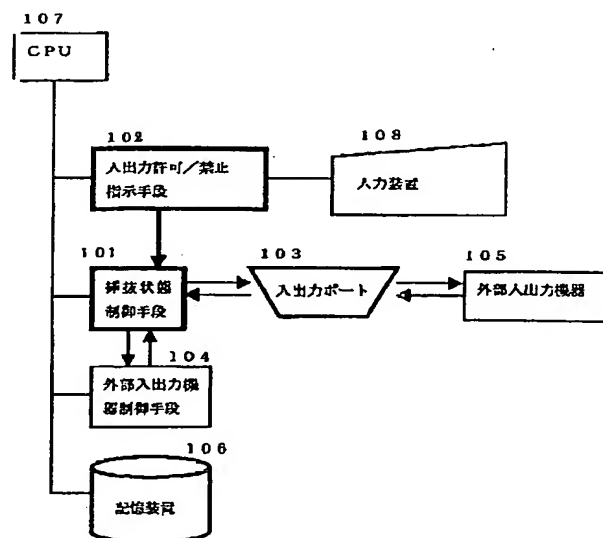 107
CPU
102
入出力許可／禁止
指示手段
108
入力装置
101
挿抜状態
制御手段
103
入出力ポート
105
外部入出力機器
104
外部入出力機
器制御手段
106
記憶装置